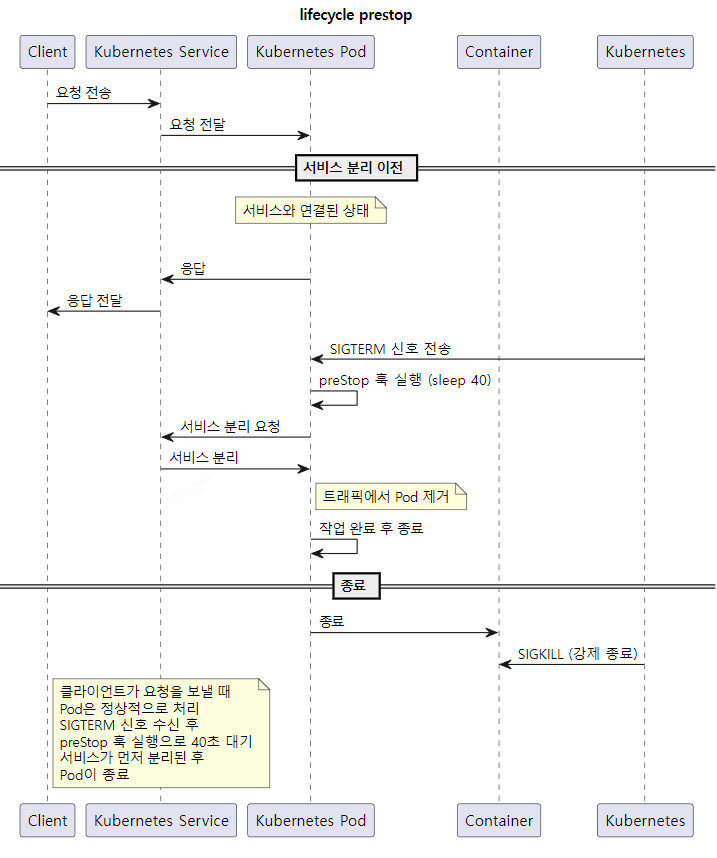 lifecycle prestop
Client
Kubernetes Service
Kubernetes Pod
Container
Kubernetes
요청 전송
요청 전달
서비스 분리 이전
서비스와 연결된 상태
응답
응답 전달
SIGTERM 신호 전송
preStop 훅 실행 (sleep 40)
서비스 분리 요청
서비스 분리
트래픽에서 Pod 제거
작업 완료 후 종료
종료
종료
SIGKILL (강제 종료)
클라이언트가 요청을 보낼 때
Pod은 정상적으로 처리
SIGTERM 신호 수신 후
preStop 훅 실행으로 40초 대기
서비스가 먼저 분리된 후
Pod이 종료
Client
Kubernetes Service
Kubernetes Pod
Container
Kubernetes